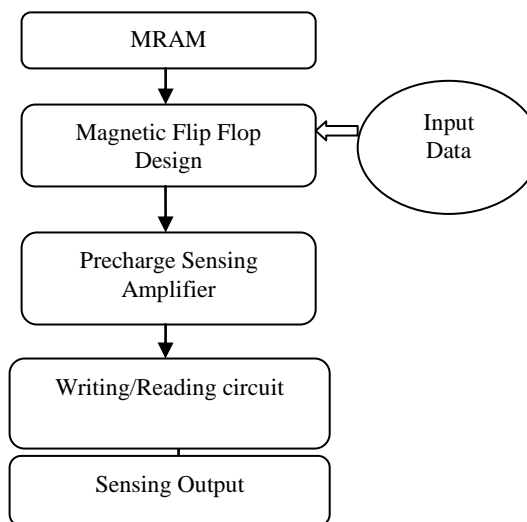 MRAM
Magnetic Flip Flop
Design
Input
Data
Precharge Sensing
Amplifier
Writing/Reading circuit
Sensing Output